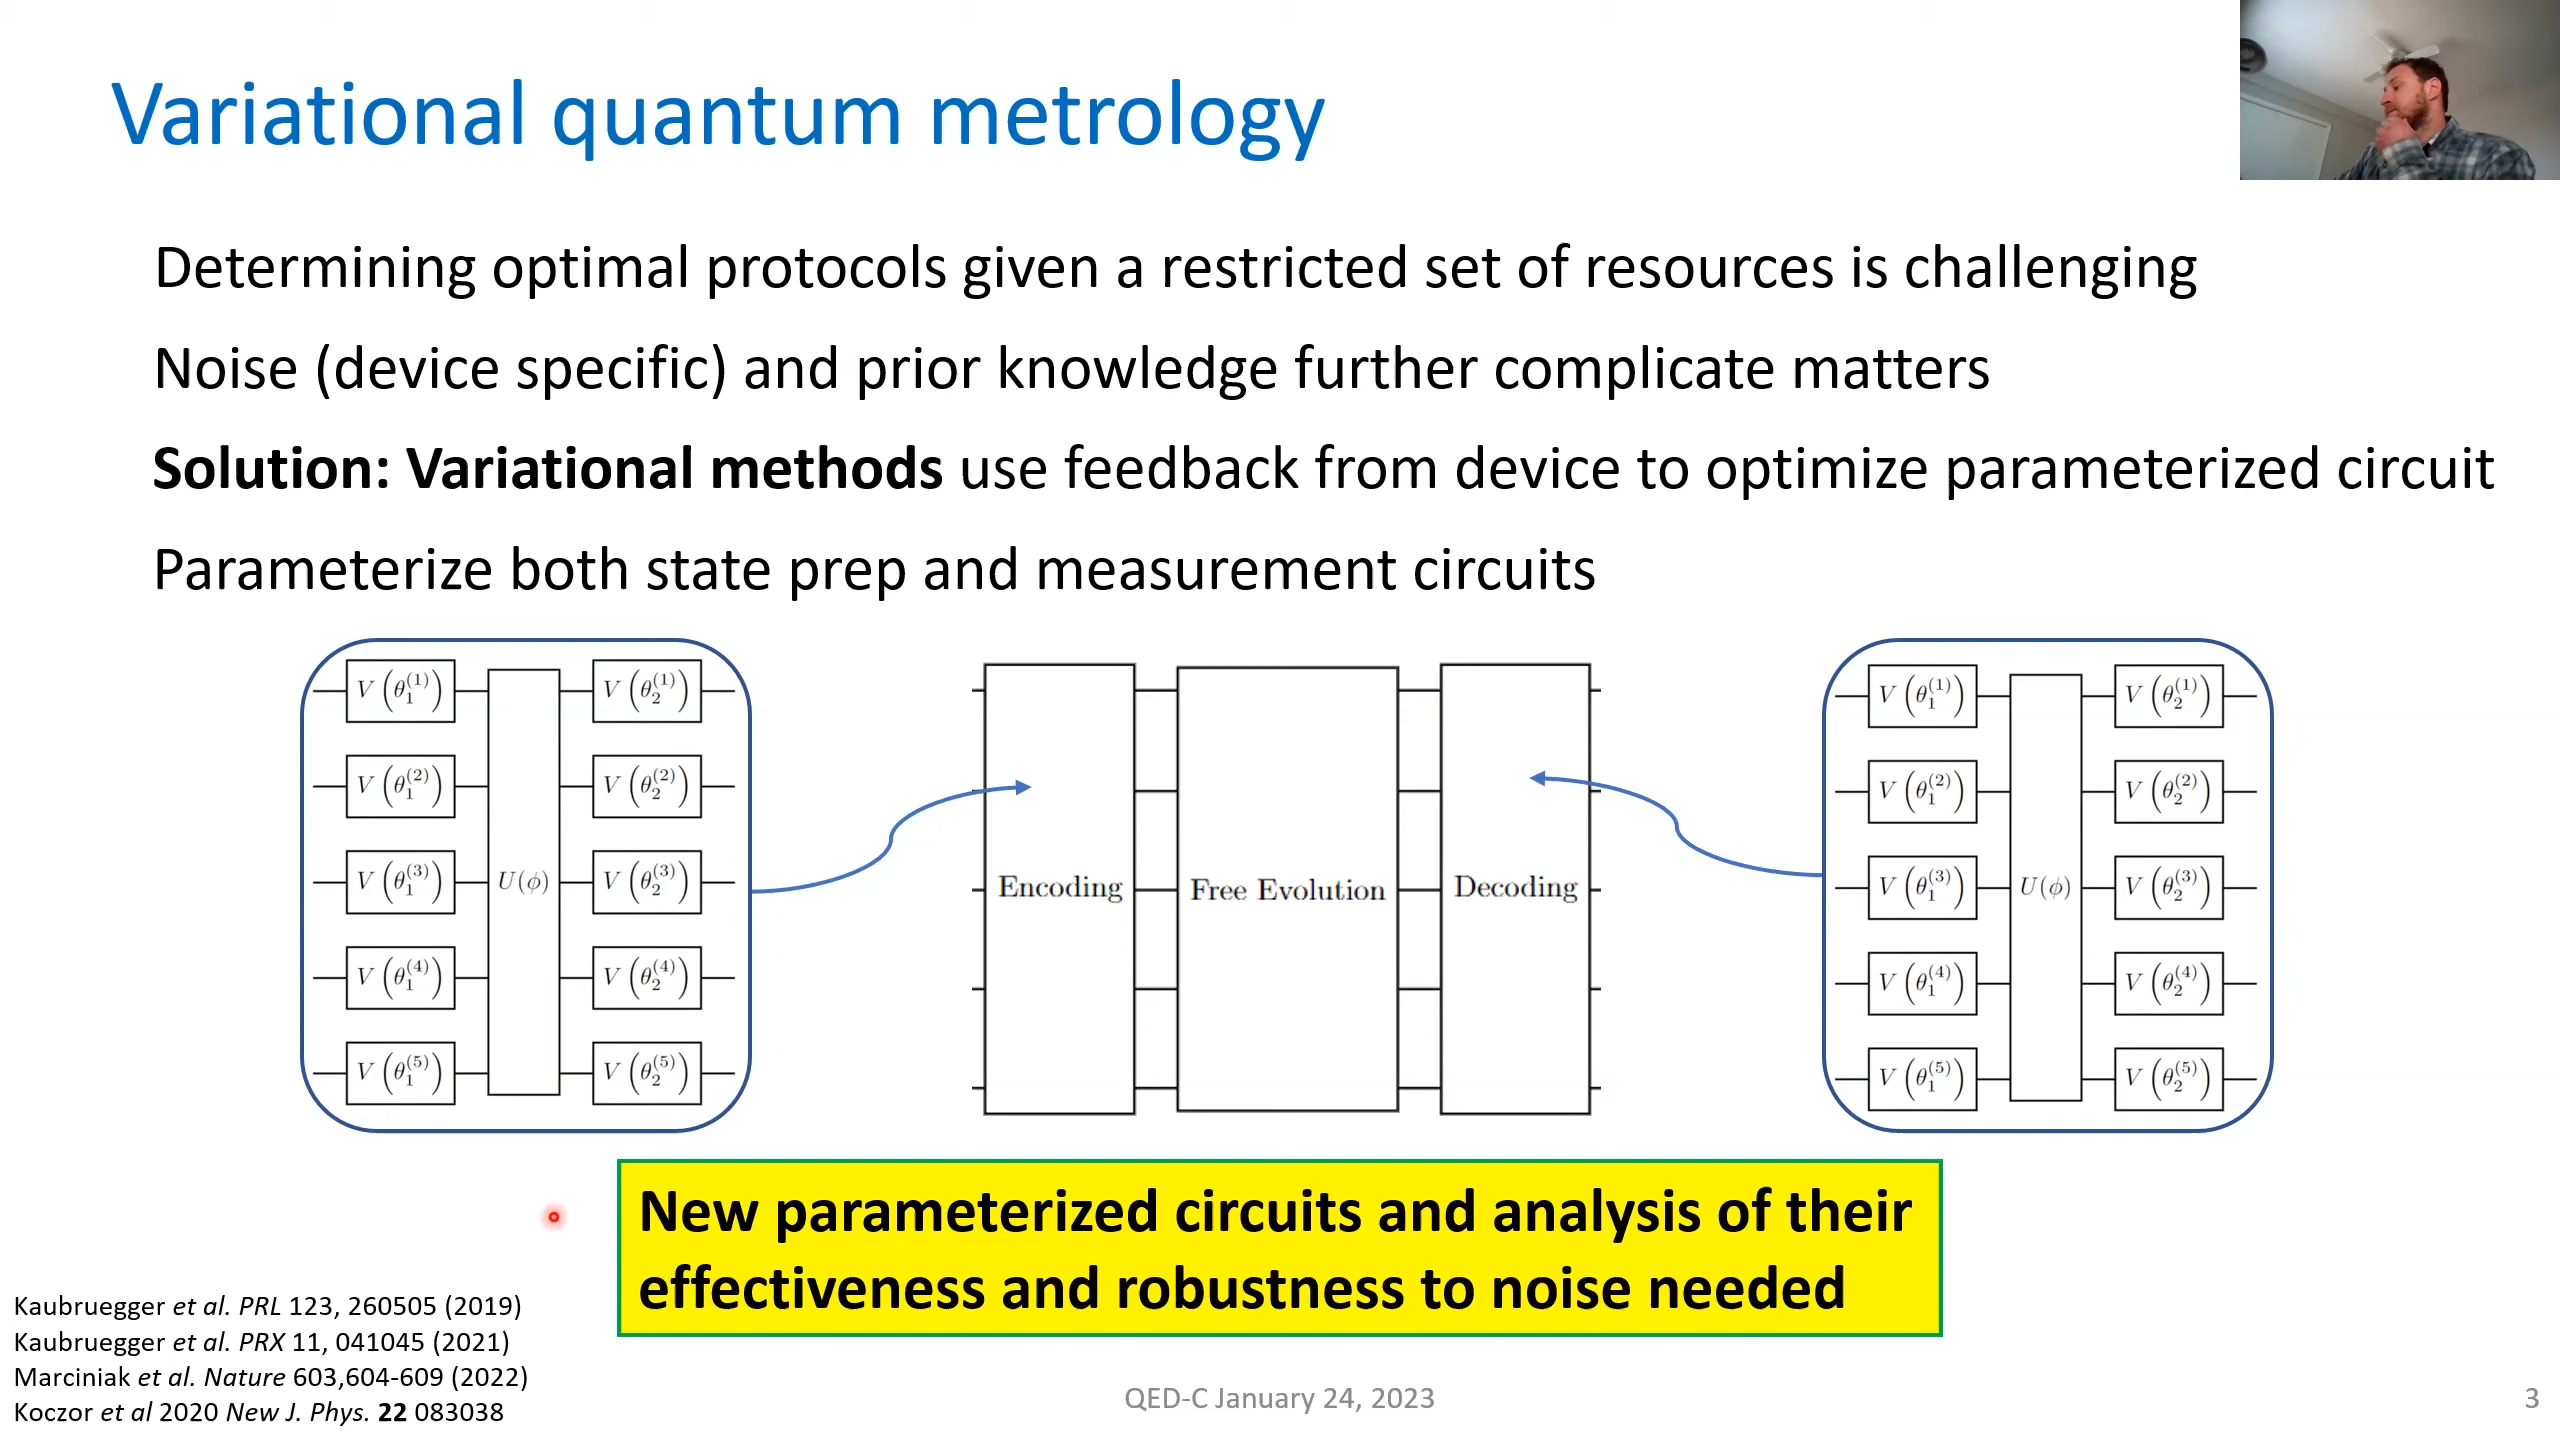 Variational quantum metrology
Determining optimal protocols given a restricted set of resources is challenging
Noise (device specific) and prior knowledge further complicate matters
Solution: Variational methods use feedback from device to optimize parameterized circuit
Parameterize both state prep and measurement circuits
V(θ₁⁽¹⁾) V(θ₂⁽¹⁾)
V(θ₁⁽²⁾) V(θ₂⁽²⁾)
V(θ₁⁽³⁾) U(ϕ) V(θ₂⁽³⁾)
V(θ₁⁽⁴⁾) V(θ₂⁽⁴⁾)
V(θ₁⁽⁵⁾) V(θ₂⁽⁵⁾)
Encoding Free Evolution Decoding
V(θ₁⁽¹⁾) V(θ₂⁽¹⁾)
V(θ₁⁽²⁾) V(θ₂⁽²⁾)
V(θ₁⁽³⁾) U(ϕ) V(θ₂⁽³⁾)
V(θ₁⁽⁴⁾) V(θ₂⁽⁴⁾)
V(θ₁⁽⁵⁾) V(θ₂⁽⁵⁾)
New parameterized circuits and analysis of their
effectiveness and robustness to noise needed
Kaubruegger et al. PRL 123, 260505 (2019)
Kaubruegger et al. PRX 11, 041045 (2021)
Marciniak et al. Nature 603,604-609 (2022)
Koczor et al 2020 New J. Phys. 22 083038
QED-C January 24, 2023
3